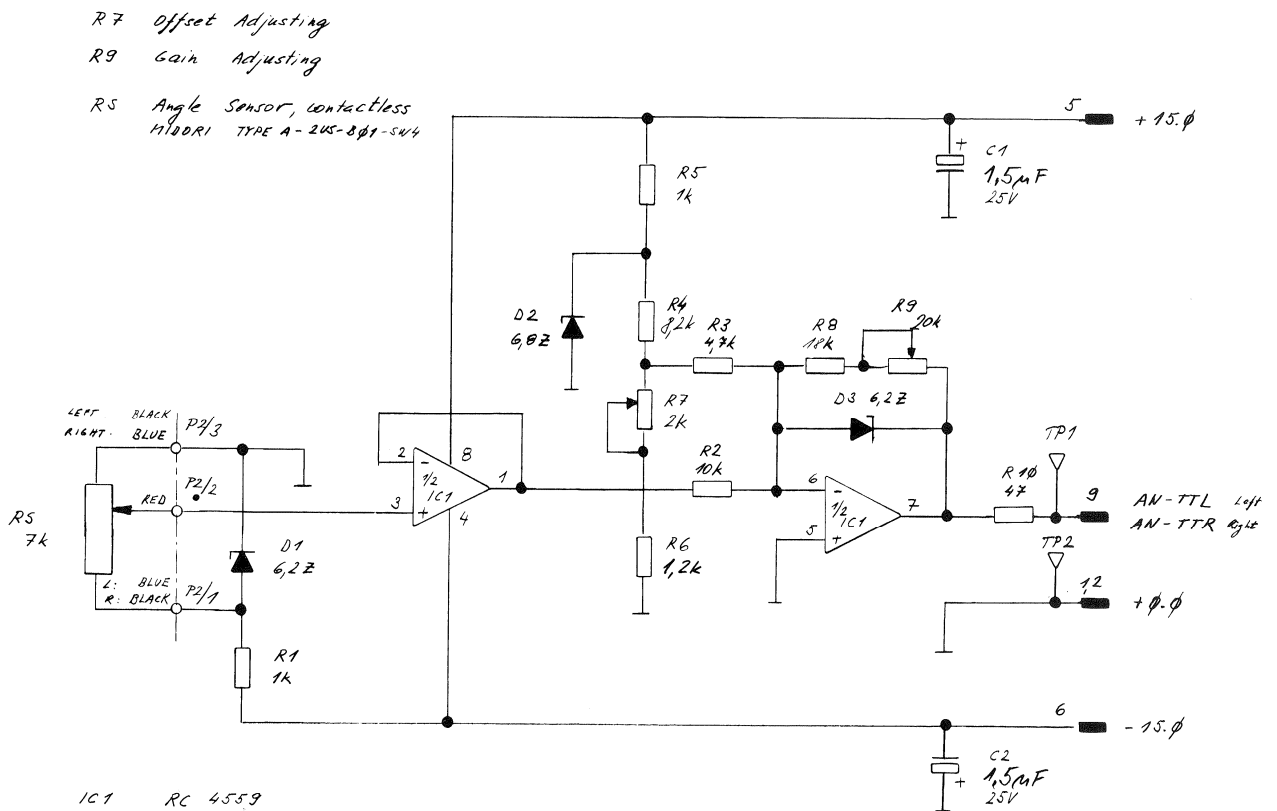 R7 Offset Adjusting
R9 Gain Adjusting
RS Angle Sensor, contactless
MIDORI TYPE A-2US-BØ1-SW4
5
+15.Ø
+ C1
1,5µF
25V
R5
1k
D2
6,8Z
R4
8,2k
R3
4,7k
R8
18k
R9
20k
R7
2k
D3 6,2Z
LEFT BLACK
RIGHT. BLUE
P2/3
RED
P2/2
RS
7k
D1
6,2Z
L: BLUE
R: BLACK
P2/1
R1
1k
2
-
8
1/2
IC1
1
3
+
4
R2
10k
6
-
7
1/2
IC1
5
+
R6
1,2k
R1Ø
47
TP1
9
AN-TTL Left
AN-TTR Right
TP2
1,2
+Ø.Ø
6
-15.Ø
C2
+ 1,5µF
25V
IC1 RC 4559